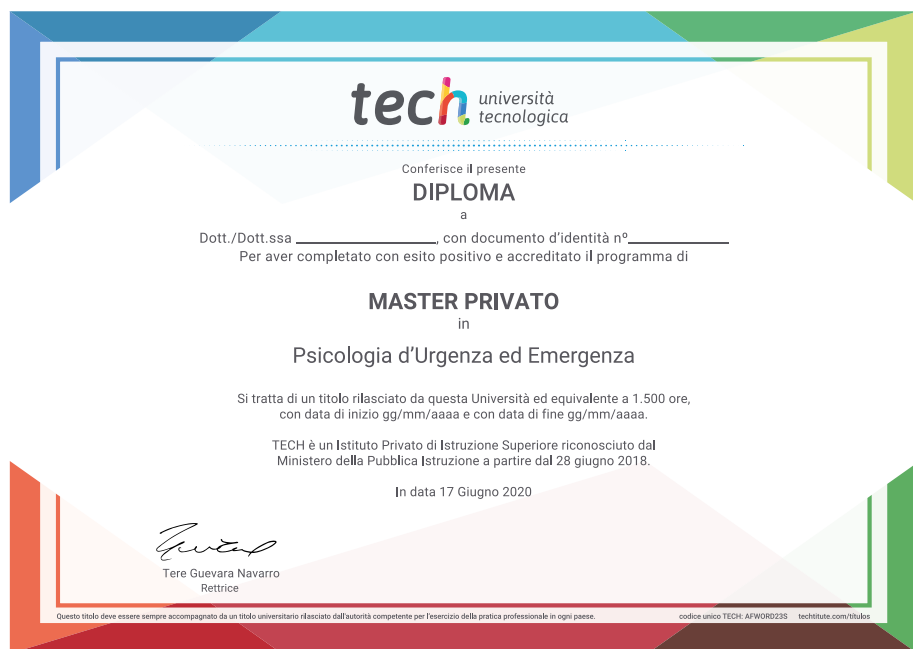 tech università
tecnologica
Conferisce il presente
DIPLOMA
a
Dott./Dott.ssa ________________, con documento d'identità nº____________
Per aver completato con esito positivo e accreditato il programma di
MASTER PRIVATO
in
Psicologia d'Urgenza ed Emergenza
Si tratta di un titolo rilasciato da questa Università ed equivalente a 1.500 ore,
con data di inizio gg/mm/aaaa e con data di fine gg/mm/aaaa.
TECH è un Istituto Privato di Istruzione Superiore riconosciuto dal
Ministero della Pubblica Istruzione a partire dal 28 giugno 2018.
In data 17 Giugno 2020
Tere Guevara Navarro
Rettrice
Questo titolo deve essere sempre accompagnato da un titolo universitario rilasciato dall'autorità competente per l'esercizio della pratica professionale in ogni paese. codice unico TECH: AFWORD23S techtitute.com/titulos